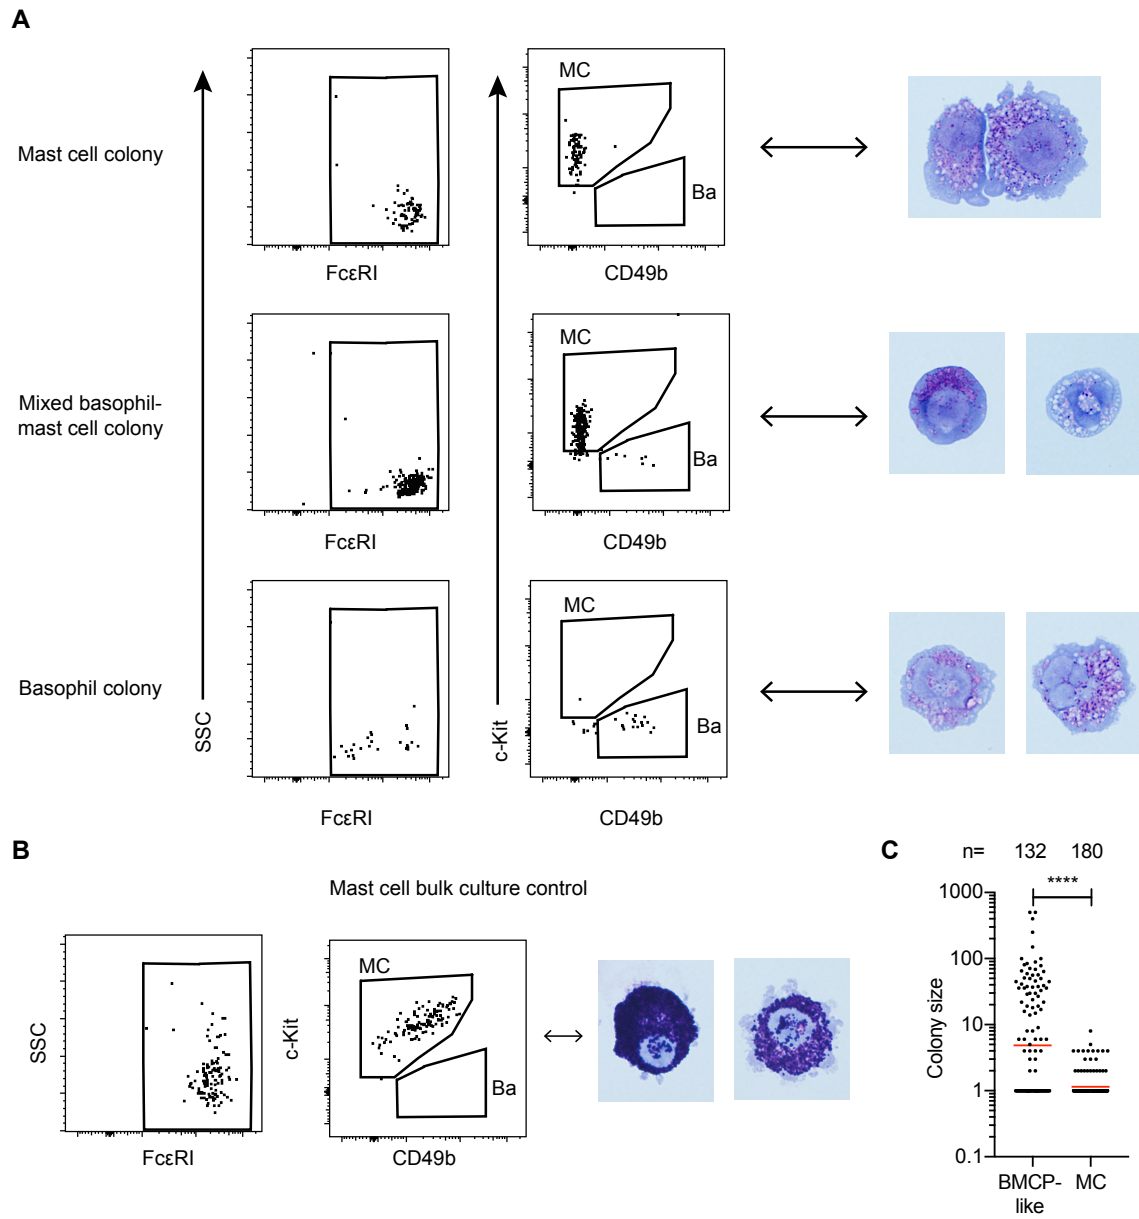 A
Mast cell colony
SSC
FcεRI
c-Kit
MC
Ba
CD49b
Mixed basophil-
mast cell colony
FcεRI
MC
Ba
CD49b
Basophil colony
FcεRI
MC
Ba
CD49b
B
Mast cell bulk culture control
SSC
FcεRI
c-Kit
MC
Ba
CD49b
C
n= 132 180
****
Colony size
1000
100
10
1
0.1
BMCP-
like
MC